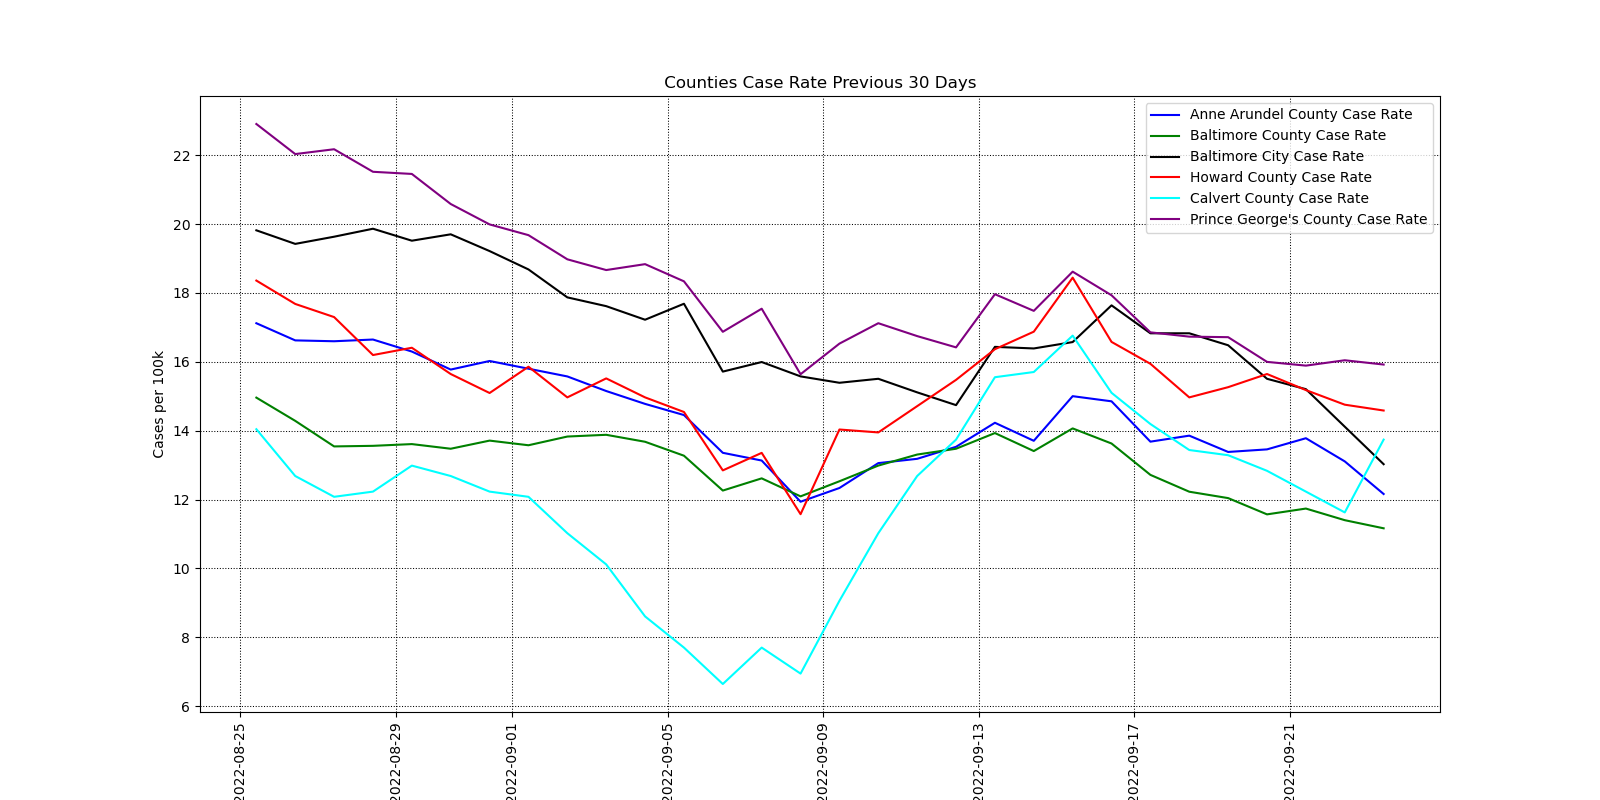 Counties Case Rate Previous 30 Days
Anne Arundel County Case Rate
Baltimore County Case Rate
Baltimore City Case Rate
Howard County Case Rate
Calvert County Case Rate
Prince George's County Case Rate
Cases per 100k
22
20
18
16
14
12
10
8
6
2022-08-25
2022-08-29
2022-09-01
2022-09-05
2022-09-09
2022-09-13
2022-09-17
2022-09-21